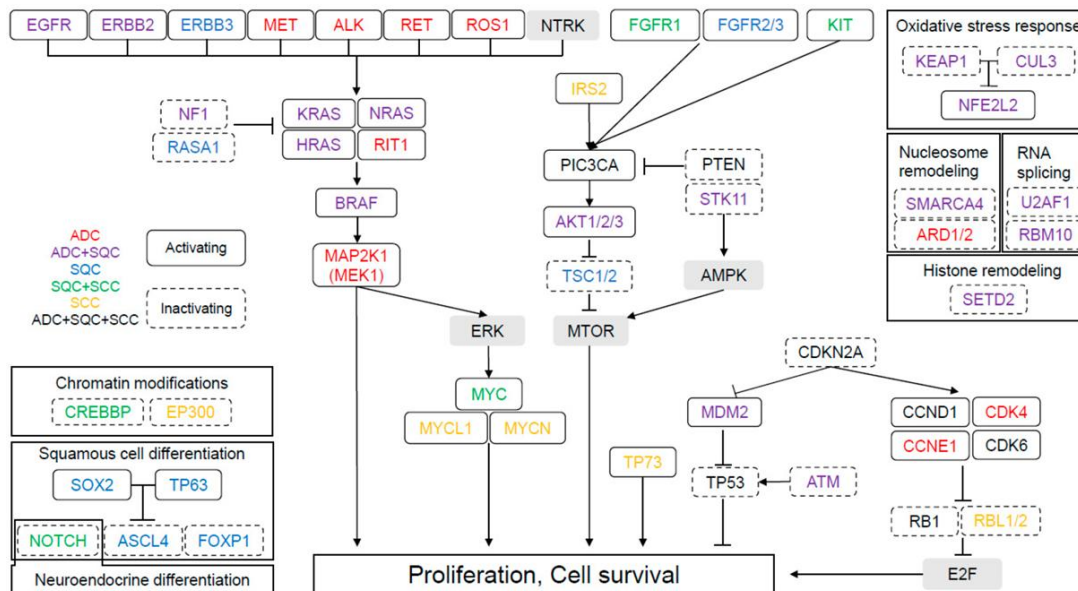 EGFR ERBB2 ERBB3 MET ALK RET ROS1 NTRK FGFR1 FGFR2/3 KIT
Oxidative stress response
KEAP1 CUL3
NFE2L2
IRS2
NF1
RASA1
KRAS NRAS
HRAS RIT1
PIC3CA
PTEN
STK11
Nucleosome
remodeling
SMARCA4
ARD1/2
RNA
splicing
U2AF1
RBM10
BRAF
AKT1/2/3
ADC
ADC+SQC
SQC
SQC+SCC
SCC
ADC+SQC+SCC
Activating
Inactivating
MAP2K1
(MEK1)
TSC1/2
AMPK
Histone remodeling
SETD2
ERK
MTOR
CDKN2A
Chromatin modifications
CREBBP EP300
MYC
MYCL1 MYCN
MDM2
CCND1 CDK4
CCNE1 CDK6
Squamous cell differentiation
SOX2 TP63
NOTCH ASCL4 FOXP1
Neuroendocrine differentiation
TP73
TP53
ATM
RB1 RBL1/2
E2F
Proliferation, Cell survival